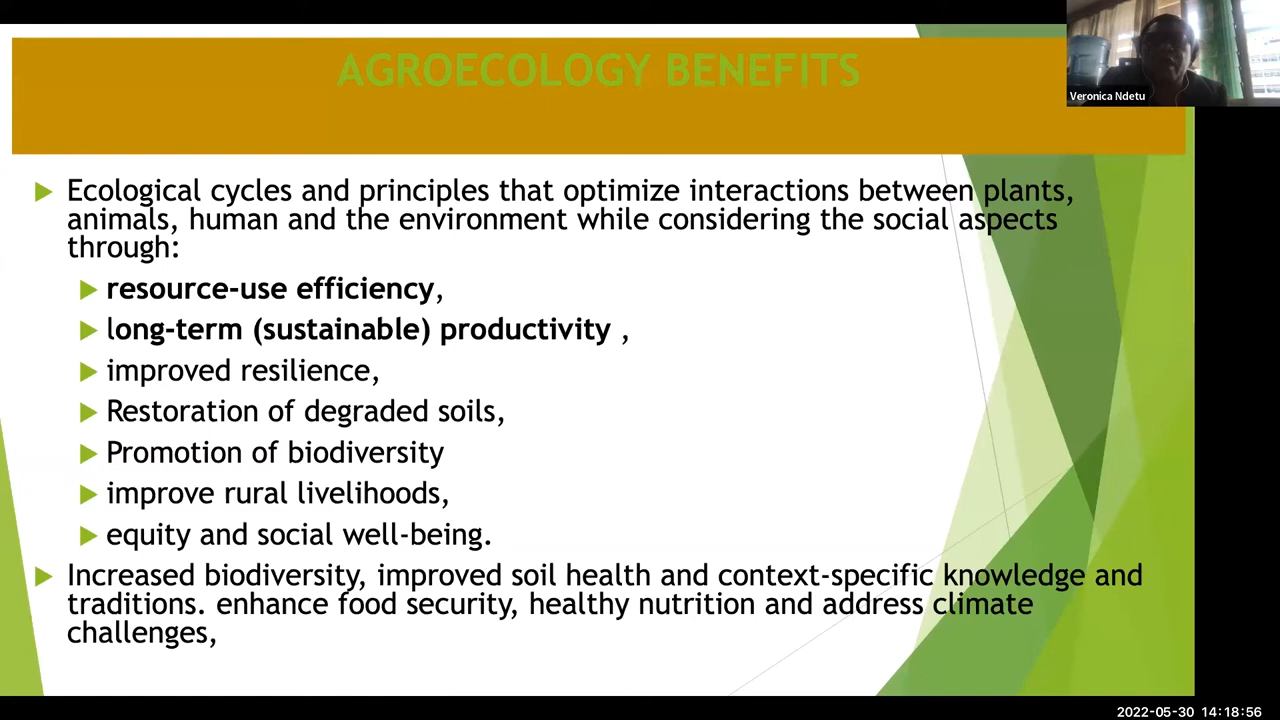 AGROECOLOGY BENEFITS
Veronica Ndetu
Ecological cycles and principles that optimize interactions between plants,
animals, human and the environment while considering the social aspects
through:
resource-use efficiency,
long-term (sustainable) productivity ,
improved resilience,
Restoration of degraded soils,
Promotion of biodiversity
improve rural livelihoods,
equity and social well-being.
Increased biodiversity, improved soil health and context-specific knowledge and
traditions. enhance food security, healthy nutrition and address climate
challenges,
2022-05-30 14:18:56